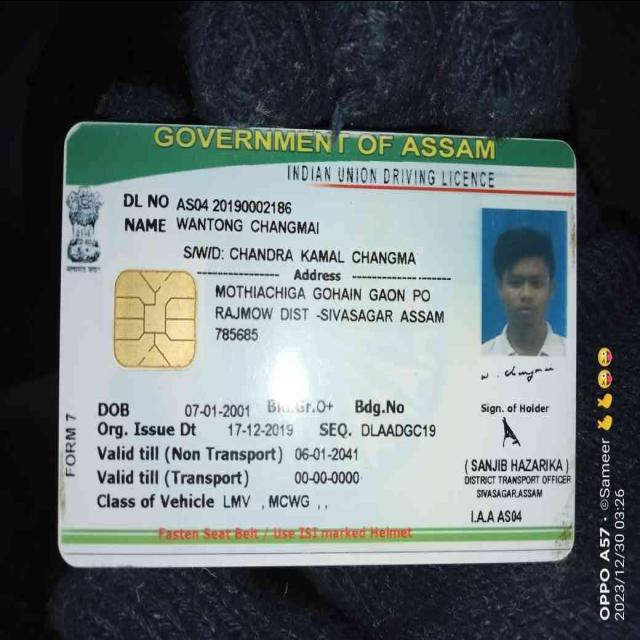 GOVERNMENT OF ASSAM
INDIAN UNION DRIVING LICENCE
DL NO AS04 20190002186
NAME WANTONG CHANGMAI
S/W/D: CHANDRA KAMAL CHANGMA
Address
MOTHIACHIGA GOHAIN GAON PO
RAJMOW DIST -SIVASAGAR ASSAM
785685
DOB 07-01-2001 Bld.Gr.O+ Bdg.No
Org. Issue Dt 17-12-2019 SEQ. DLAADGC19
Valid till (Non Transport) 06-01-2041
Valid till (Transport) 00-00-0000
Class of Vehicle LMV , MCWG , ,
Fasten Seat Belt / Use ISI marked Helmet
FORM 7
Sign. of Holder
( SANJIB HAZARIKA )
DISTRICT TRANSPORT OFFICER
SIVASAGAR,ASSAM
I.A.A AS04
OPPO A57 · ©Sameer
2023/12/30 03:26